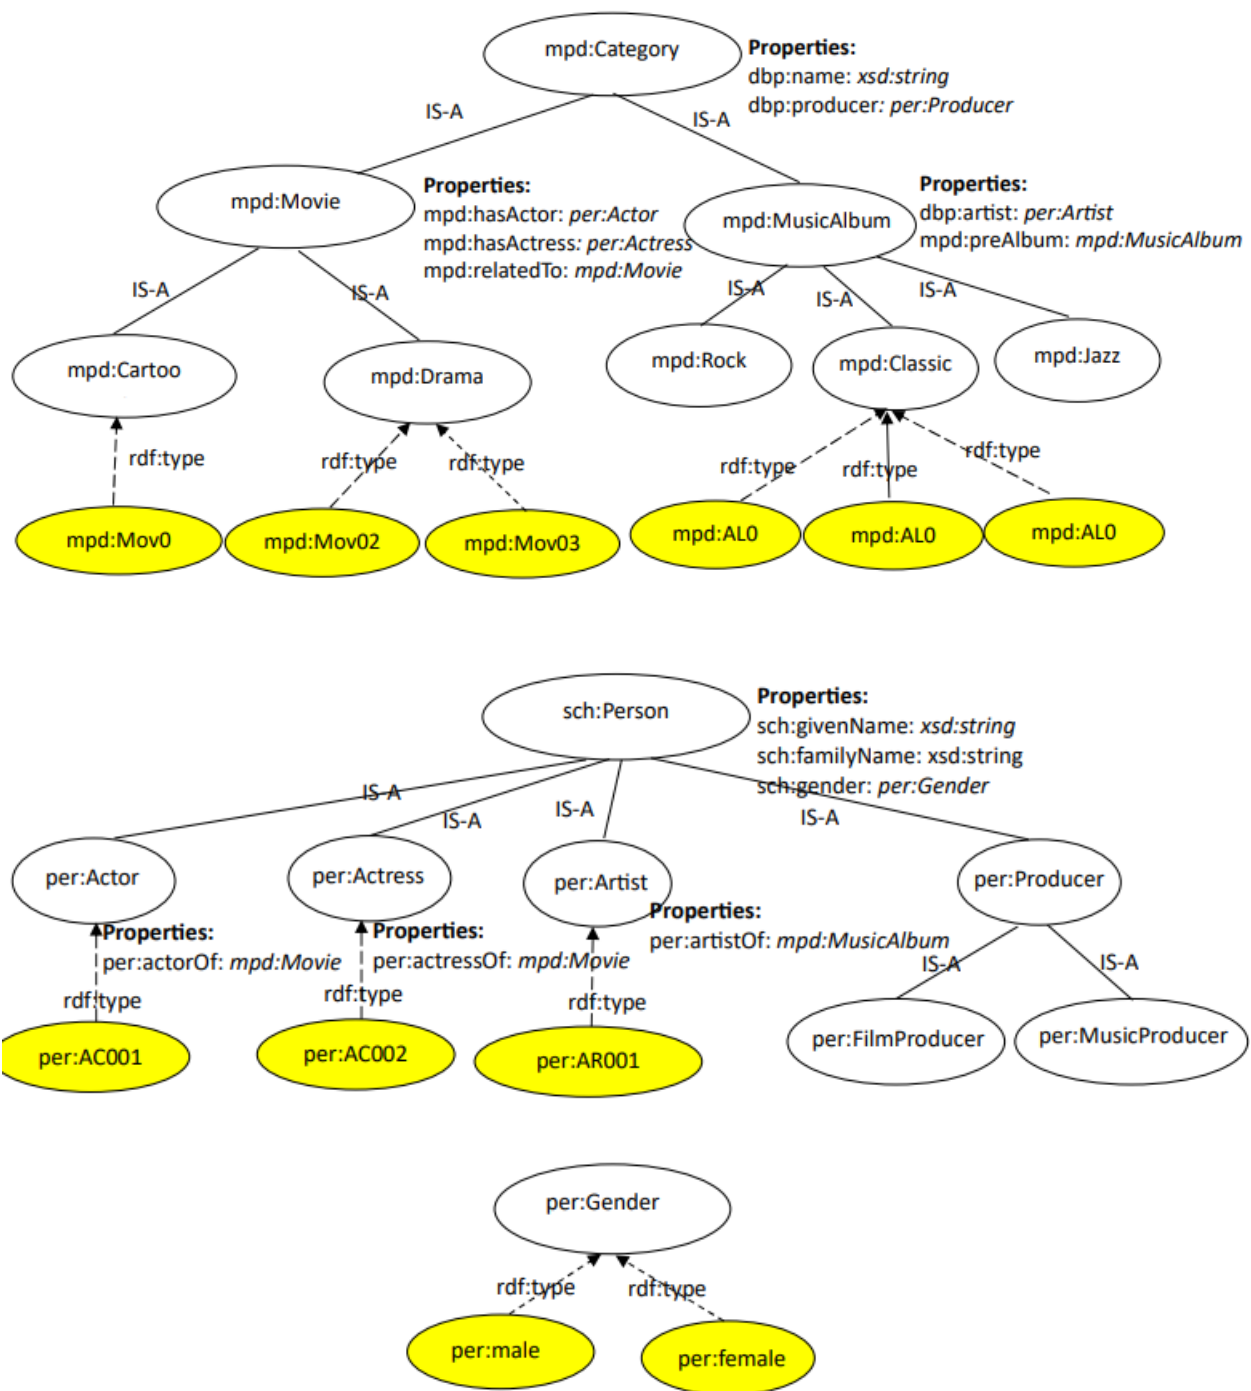 mpd:Category
Properties:
dbp:name: xsd:string
dbp:producer: per:Producer
IS-A
IS-A
mpd:Movie
Properties:
mpd:hasActor: per:Actor
mpd:hasActress: per:Actress
mpd:relatedTo: mpd:Movie
mpd:MusicAlbum
Properties:
dbp:artist: per:Artist
mpd:preAlbum: mpd:MusicAlbum
IS-A
IS-A
IS-A
IS-A
IS-A
mpd:Cartoo
mpd:Drama
mpd:Rock
mpd:Classic
mpd:Jazz
rdf:type
rdf:type
rdf:type
rdf:type
rdf:type
rdf:type
mpd:Mov0
mpd:Mov02
mpd:Mov03
mpd:AL0
mpd:AL0
mpd:AL0
sch:Person
Properties:
sch:givenName: xsd:string
sch:familyName: xsd:string
sch:gender: per:Gender
IS-A
IS-A
IS-A
IS-A
per:Actor
per:Actress
per:Artist
per:Producer
Properties:
per:actorOf: mpd:Movie
Properties:
per:actressOf: mpd:Movie
Properties:
per:artistOf: mpd:MusicAlbum
IS-A
IS-A
rdf:type
rdf:type
rdf:type
per:AC001
per:AC002
per:AR001
per:FilmProducer
per:MusicProducer
per:Gender
rdf:type
rdf:type
per:male
per:female